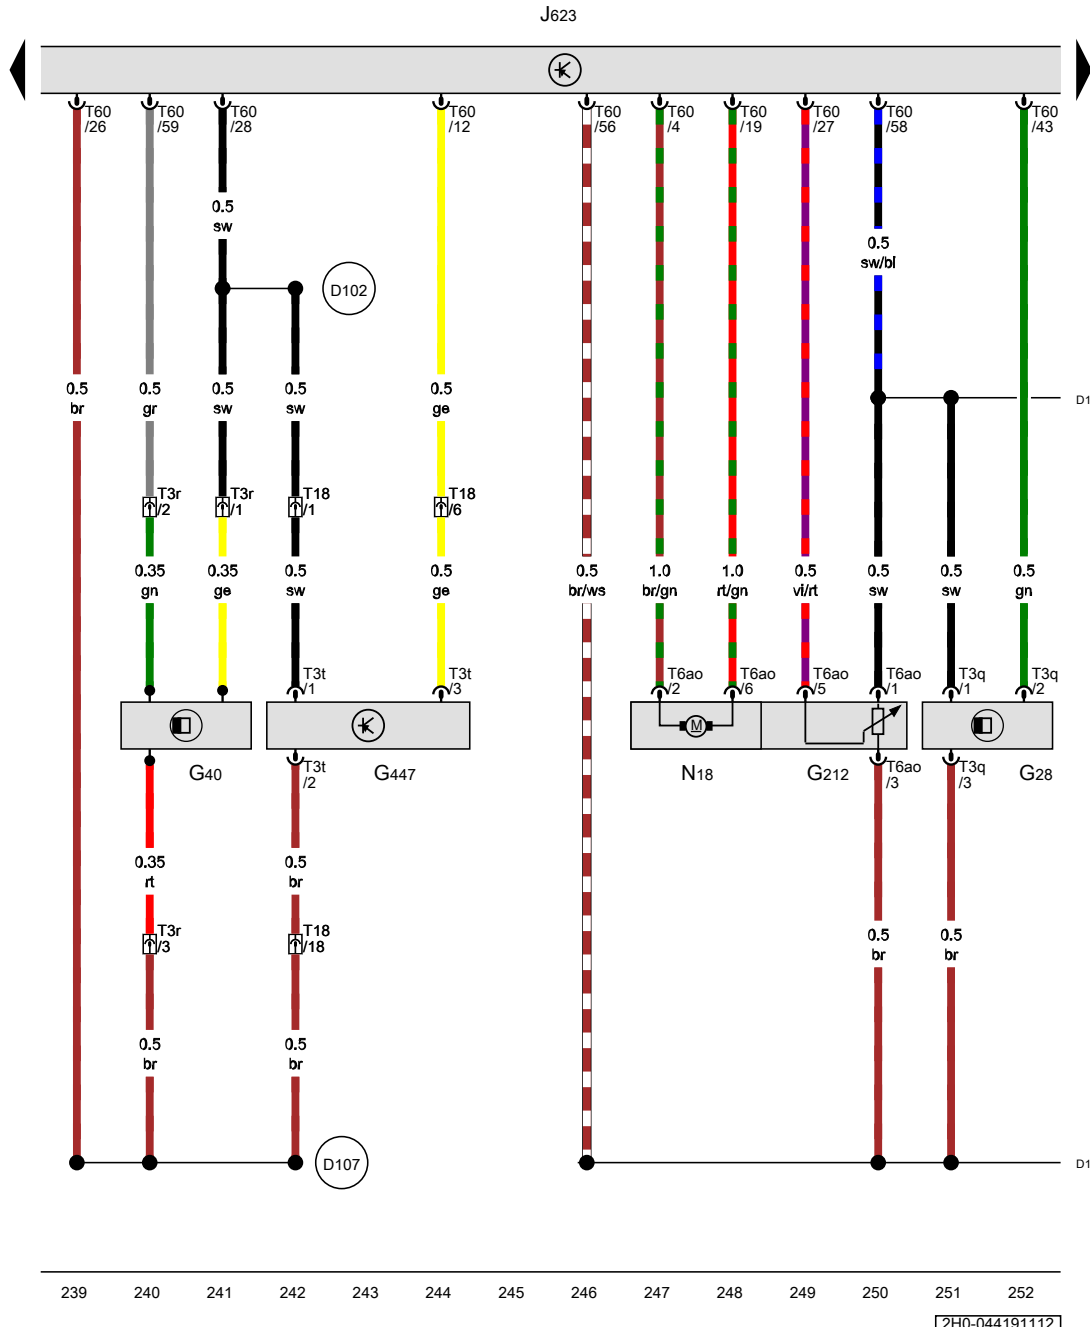 J623
T60 T60 T60 T60 T60 T60 T60 T60 T60 T60
/26 /59 /28 /12 /56 /4 /19 /27 /58 /43
0.5
sw
0.5
sw/bl
D102
0.5 0.5 0.5 0.5 0.5
br gr sw sw ge
D1
T3r T3r T18 T18
/2 /1 /1 /6
0.35 0.35 0.5 0.5 0.5 1.0 1.0 0.5 0.5 0.5 0.5
gn ge sw ge br/ws br/gn rt/gn vi/rt sw sw gn
T3t T3t T6ao T6ao T6ao T6ao T3q T3q
/1 /3 /2 /6 /5 /1 /1 /2
M
G40 T3t G447 N18 G212 T6ao T3q G28
/2 /3 /3
0.35 0.5
rt br
T3r T18
/3 /18
0.5 0.5
br br
0.5 0.5
br br
D107
D1
239 240 241 242 243 244 245 246 247 248 249 250 251 252
2H0-044191112